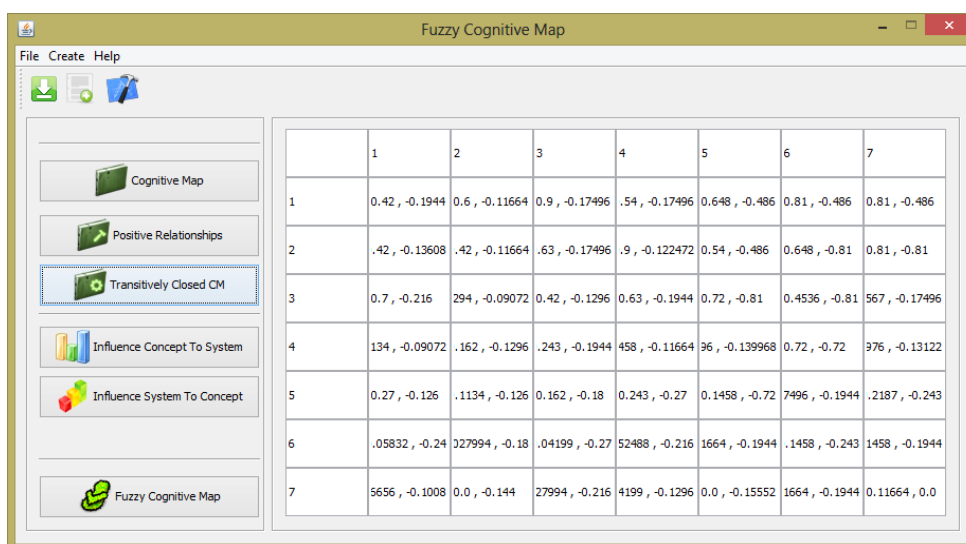 Fuzzy Cognitive Map
File Create Help
Cognitive Map
Positive Relationships
Transitively Closed CM
Influence Concept To System
Influence System To Concept
Fuzzy Cognitive Map
1 2 3 4 5 6 7
1 0.42 , -0.1944 0.6 , -0.11664 0.9 , -0.17496 .54 , -0.17496 0.648 , -0.486 0.81 , -0.486 0.81 , -0.486
2 .42 , -0.13608 .42 , -0.11664 .63 , -0.17496 .9 , -0.122472 0.54 , -0.486 0.648 , -0.81 0.81 , -0.81
3 0.7 , -0.216 294 , -0.09072 0.42 , -0.1296 0.63 , -0.1944 0.72 , -0.81 0.4536 , -0.81 567 , -0.17496
4 134 , -0.09072 .162 , -0.1296 .243 , -0.1944 458 , -0.11664 96 , -0.139968 0.72 , -0.72 976 , -0.13122
5 0.27 , -0.126 .1134 , -0.126 0.162 , -0.18 0.243 , -0.27 0.1458 , -0.72 7496 , -0.1944 .2187 , -0.243
6 .05832 , -0.24 027994 , -0.18 .04199 , -0.27 52488 , -0.216 1664 , -0.1944 .1458 , -0.243 1458 , -0.1944
7 5656 , -0.1008 0.0 , -0.144 27994 , -0.216 4199 , -0.1296 0.0 , -0.15552 1664 , -0.1944 0.11664 , 0.0